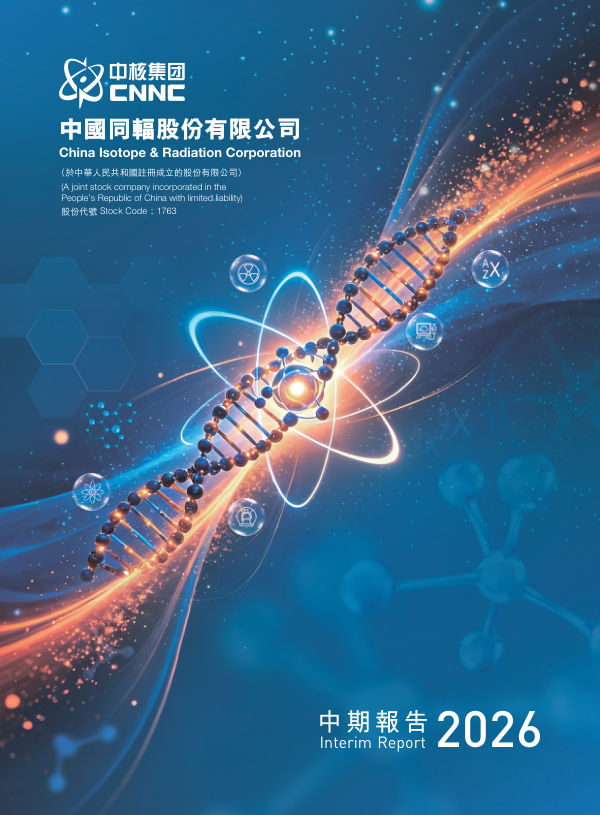 中核集团
CNNC
中國同輻股份有限公司
China Isotope & Radiation Corporation
（於中華人民共和國註冊成立的股份有限公司）
(A joint stock company incorporated in the
People's Republic of China with limited liability)
股份代號 Stock Code：1763
A
Z X
R
中期報告 2026
Interim Report